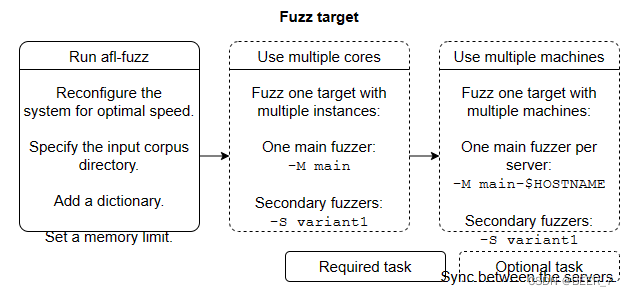 Fuzz target
Run afl-fuzz
Reconfigure the
system for optimal speed.
Specify the input corpus
directory.
Add a dictionary.
Set a memory limit.
Use multiple cores
Fuzz one target with
multiple instances:
One main fuzzer:
-M main
Secondary fuzzers:
-S variant1
Use multiple machines
Fuzz one target with
multiple machines:
One main fuzzer per
server:
-M main-$HOSTNAME
Secondary fuzzers:
-S variant1
Sync between the servers
Required task
Optional task